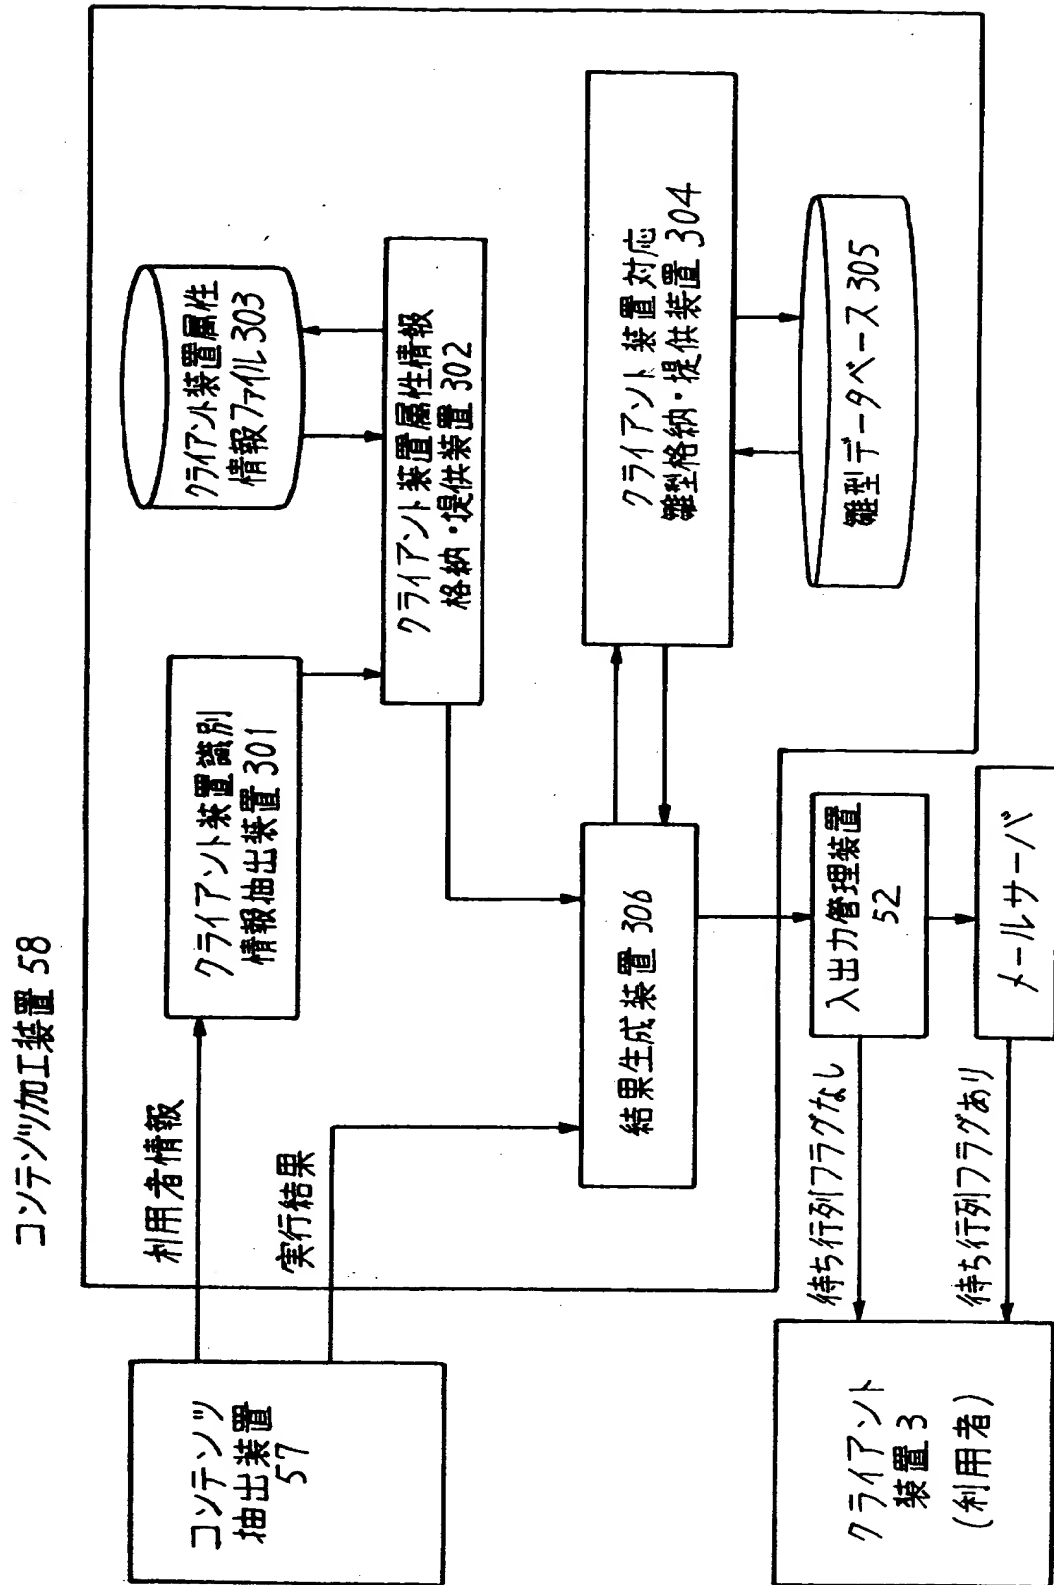 コンテンツ加工装置 58
コンテンツ
抽出装置
57
利用者情報
実行結果
クライアント装置識別
情報抽出装置 301
クライアント装置属性
情報ファイル 303
クライアント装置属性情報
格納・提供装置 302
結果生成装置 306
クライアント装置対応
雛型格納・提供装置 304
雛型データベース 305
クライアント
装置 3
(利用者)
待ち行列フラグなし
待ち行列フラグあり
入出力管理装置
52
メールサーバ